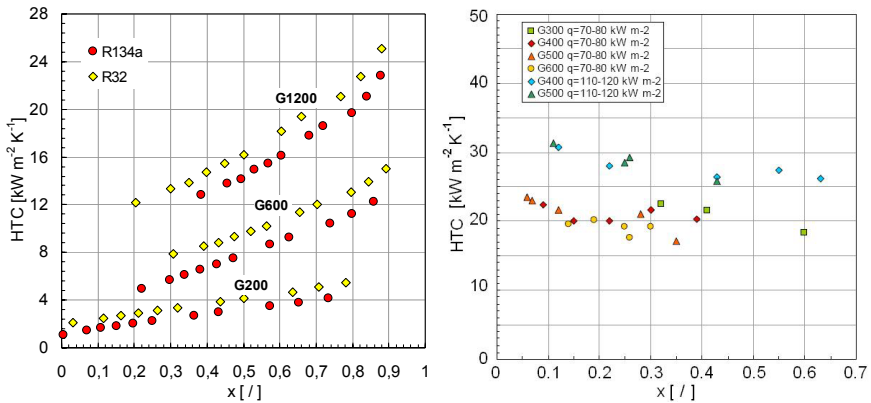 28
24
20
16
12
8
4
0
HTC [kW m-2 K-1]
R134a
R32
G1200
G600
G200
0 0,1 0,2 0,3 0,4 0,5 0,6 0,7 0,8 0,9 1
x [ / ]
50
40
30
20
10
0
HTC [kW m-2 K-1]
G300 q=70-80 kW m-2
G400 q=70-80 kW m-2
G500 q=70-80 kW m-2
G600 q=70-80 kW m-2
G400 q=110-120 kW m-2
G500 q=110-120 kW m-2
0 0.1 0.2 0.3 0.4 0.5 0.6 0.7
x [ / ]